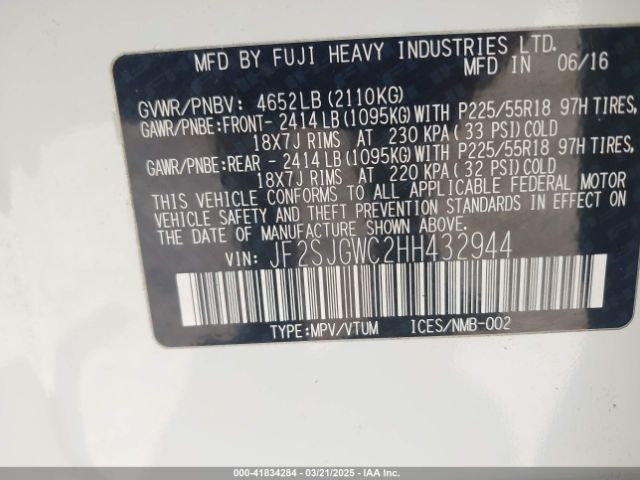 MFD BY FUJI HEAVY INDUSTRIES LTD.
MFD IN 06/16
GVWR/PNBV: 4652LB (2110KG)
GAWR/PNBE:FRONT- 2414 LB (1095KG) WITH P225/55R18 97H TIRES,
18X7J RIMS AT 230 KPA ( 33 PSI) COLD
GAWR/PNBE:REAR - 2414 LB (1095KG) WITH P225/55R18 97H TIRES,
18X7J RIMS AT 220 KPA ( 32 PSI) COLD
THIS VEHICLE CONFORMS TO ALL APPLICABLE FEDERAL MOTOR
VEHICLE SAFETY AND THEFT PREVENTION STANDARDS IN EFFECT ON
THE DATE OF MANUFACTURE SHOWN ABOVE.
VIN: JF2SJGWC2HH432944
TYPE:MPV/VTUM ICES/NMB-002
000-41834284 - 03/21/2025 - IAA Inc.